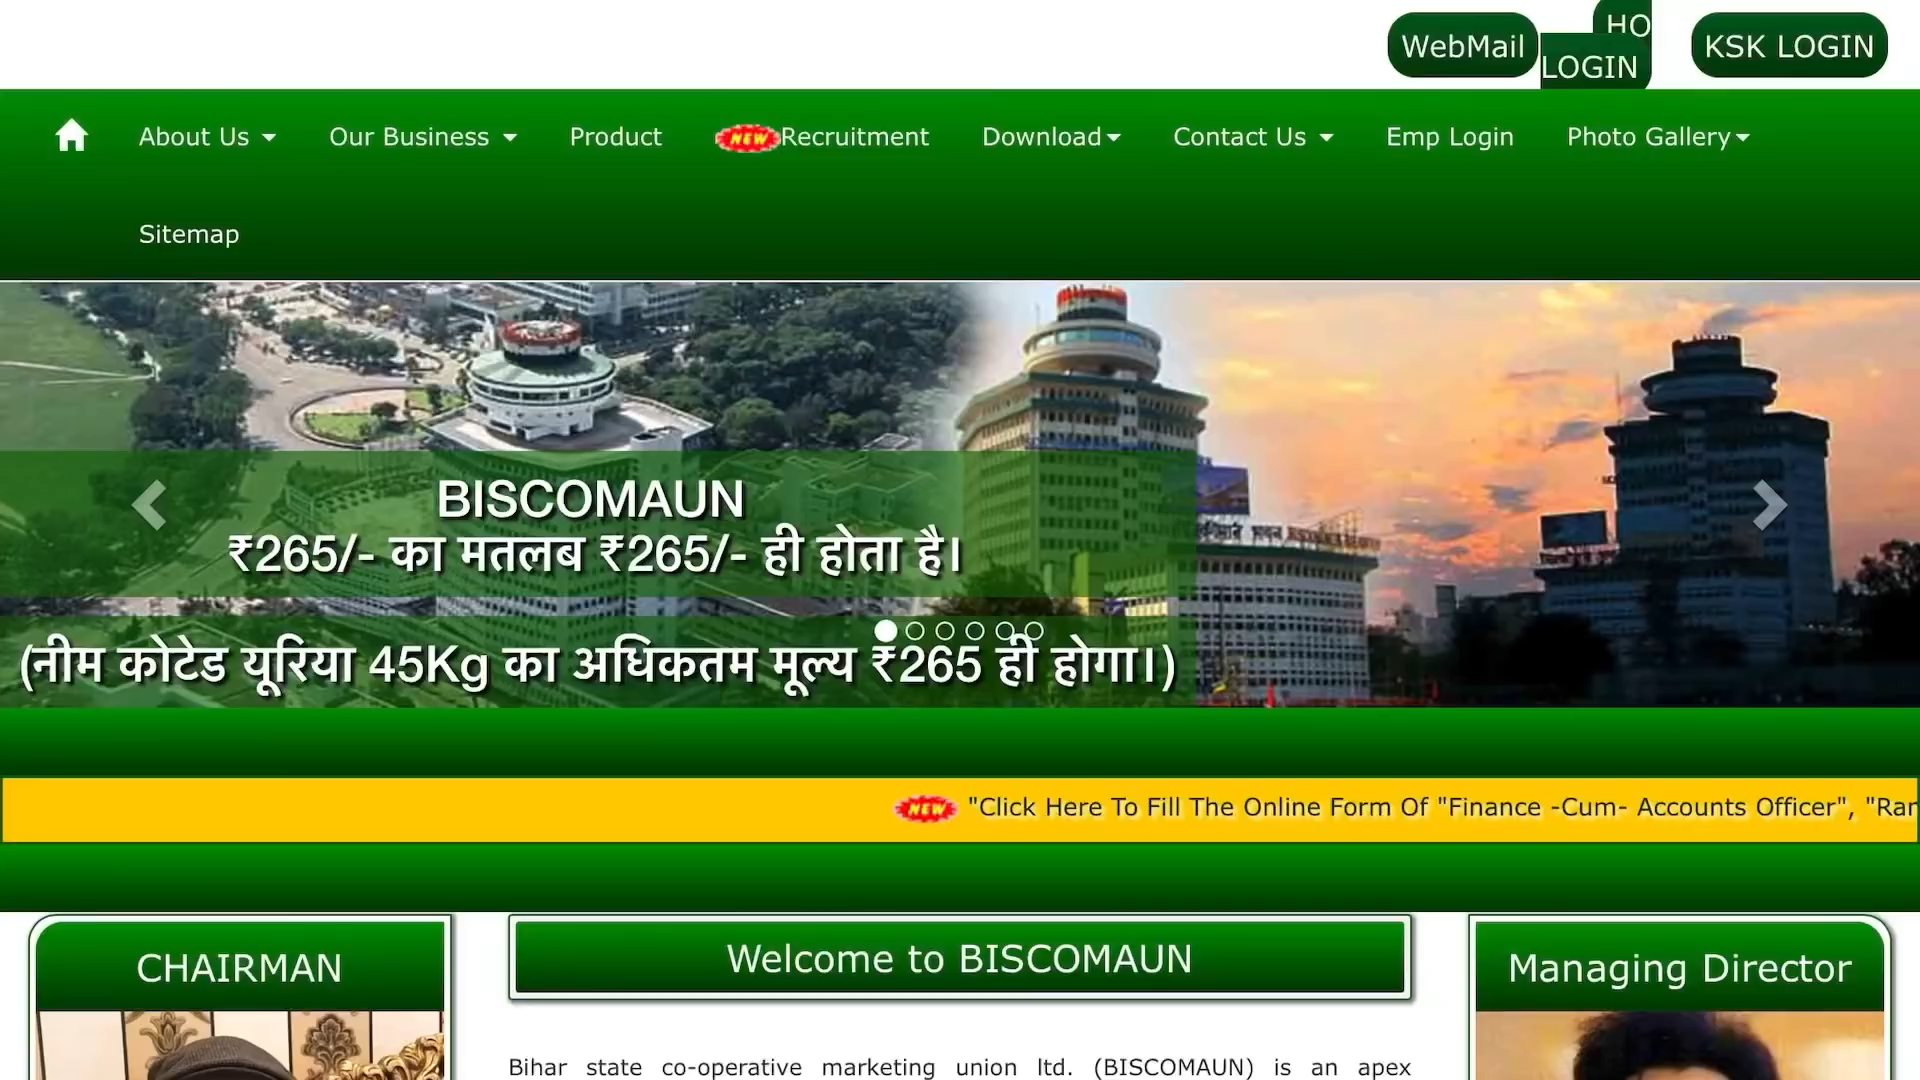 WebMail
HO
LOGIN
KSK LOGIN
About Us
Our Business
Product
NEW Recruitment
Download
Contact Us
Emp Login
Photo Gallery
Sitemap
BISCOMAUN
₹265/- का मतलब ₹265/- ही होता है।
(नीम कोटेड यूरिया 45Kg का अधिकतम मूल्य ₹265 ही होगा।)
NEW "Click Here To Fill The Online Form Of "Finance -Cum- Accounts Officer", "Ran
CHAIRMAN
Welcome to BISCOMAUN
Managing Director
Bihar state co-operative marketing union ltd. (BISCOMAUN) is an apex